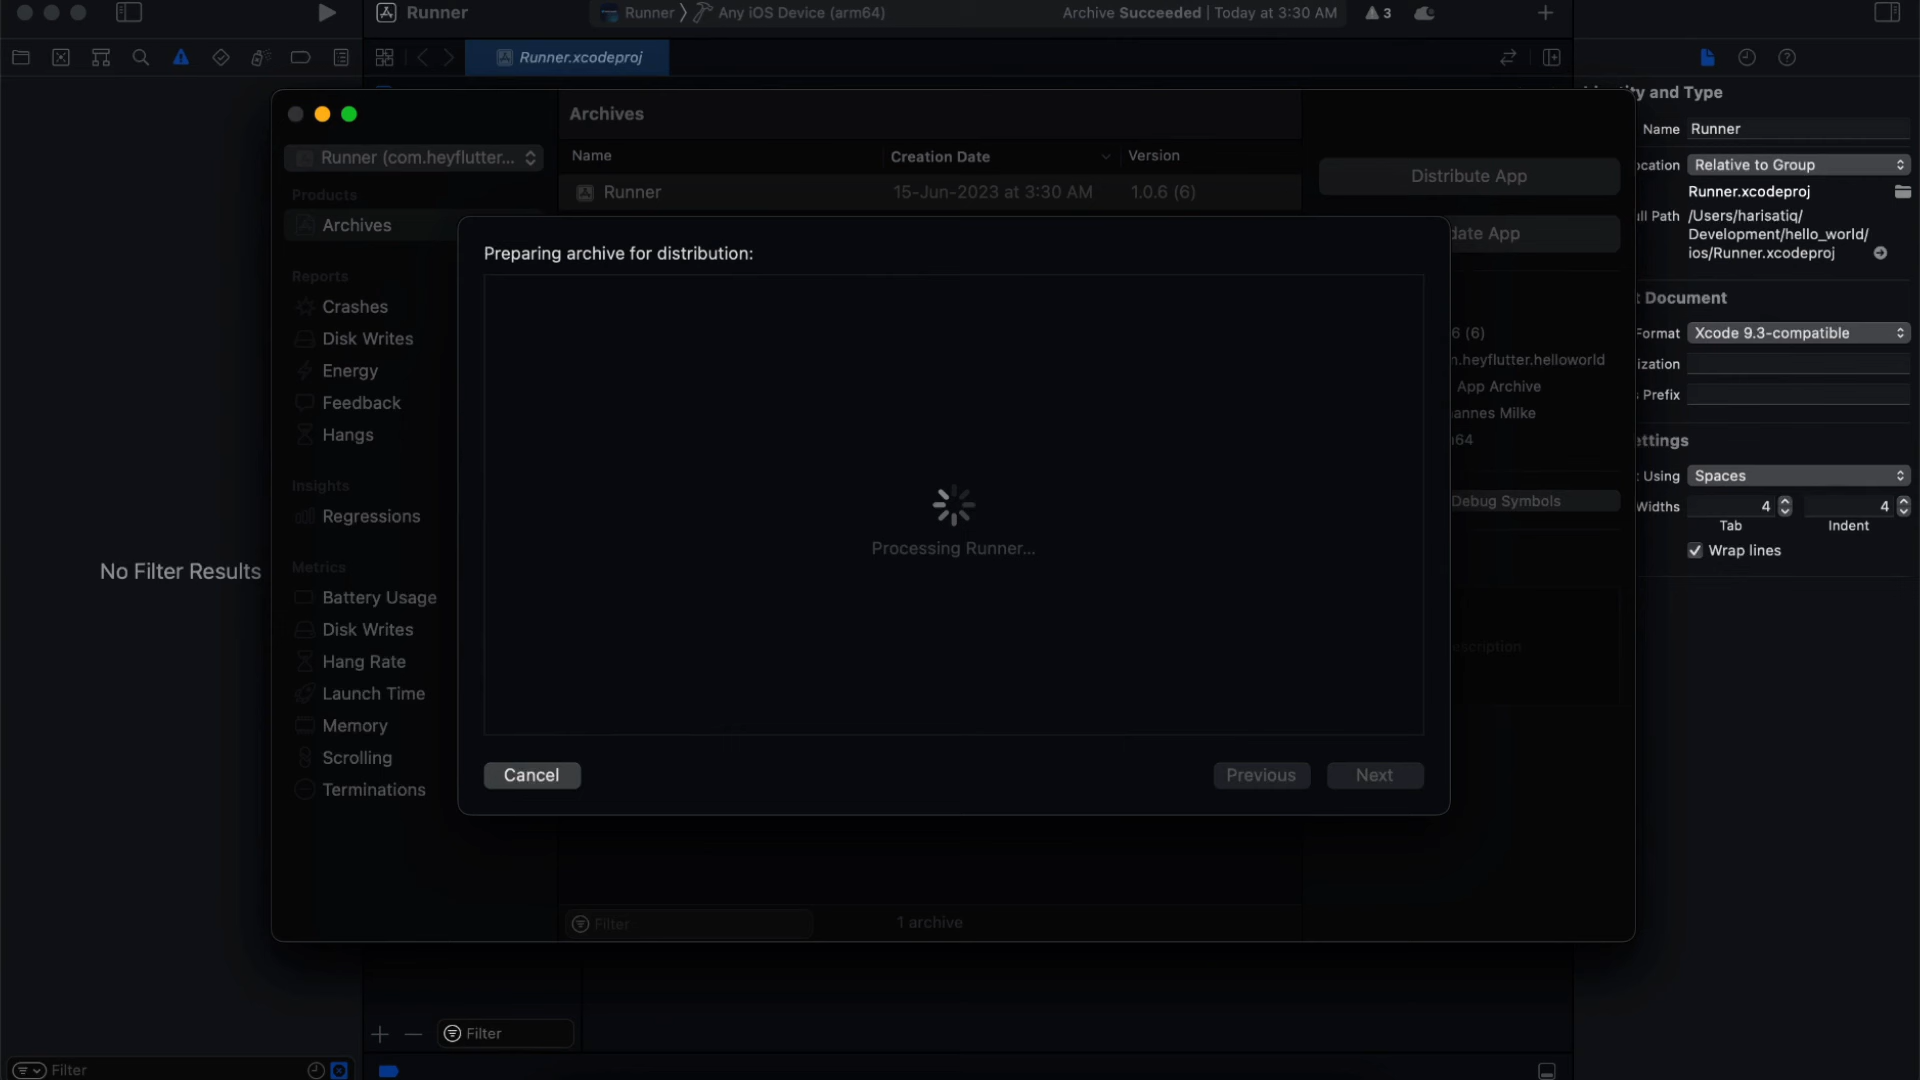 Runner
Runner
Any iOS Device (arm64)
Archive Succeeded | Today at 3:30 AM
3
Runner.xcodeproj
No Filter Results
Filter
Filter
Runner (com.heyflutter...
Products
Archives
Reports
Crashes
Disk Writes
Energy
Feedback
Hangs
Insights
Regressions
Metrics
Battery Usage
Disk Writes
Hang Rate
Launch Time
Memory
Scrolling
Terminations
Archives
Name
Creation Date
Version
Runner
15-Jun-2023 at 3:30 AM
1.0.6 (6)
Filter
1 archive
Distribute App
App
6 (6)
.heyflutter.helloworld
App Archive
Milke
Debug Symbols
Preparing archive for distribution:
Processing Runner...
Cancel
Previous
Next
and Type
Name
Runner
Relative to Group
Runner.xcodeproj
Path
/Users/harisatiq/
Development/hello_world/
ios/Runner.xcodeproj
Document
Format
Xcode 9.3-compatible
Prefix
Using
Spaces
Widths
4
4
Tab
Indent
Wrap lines